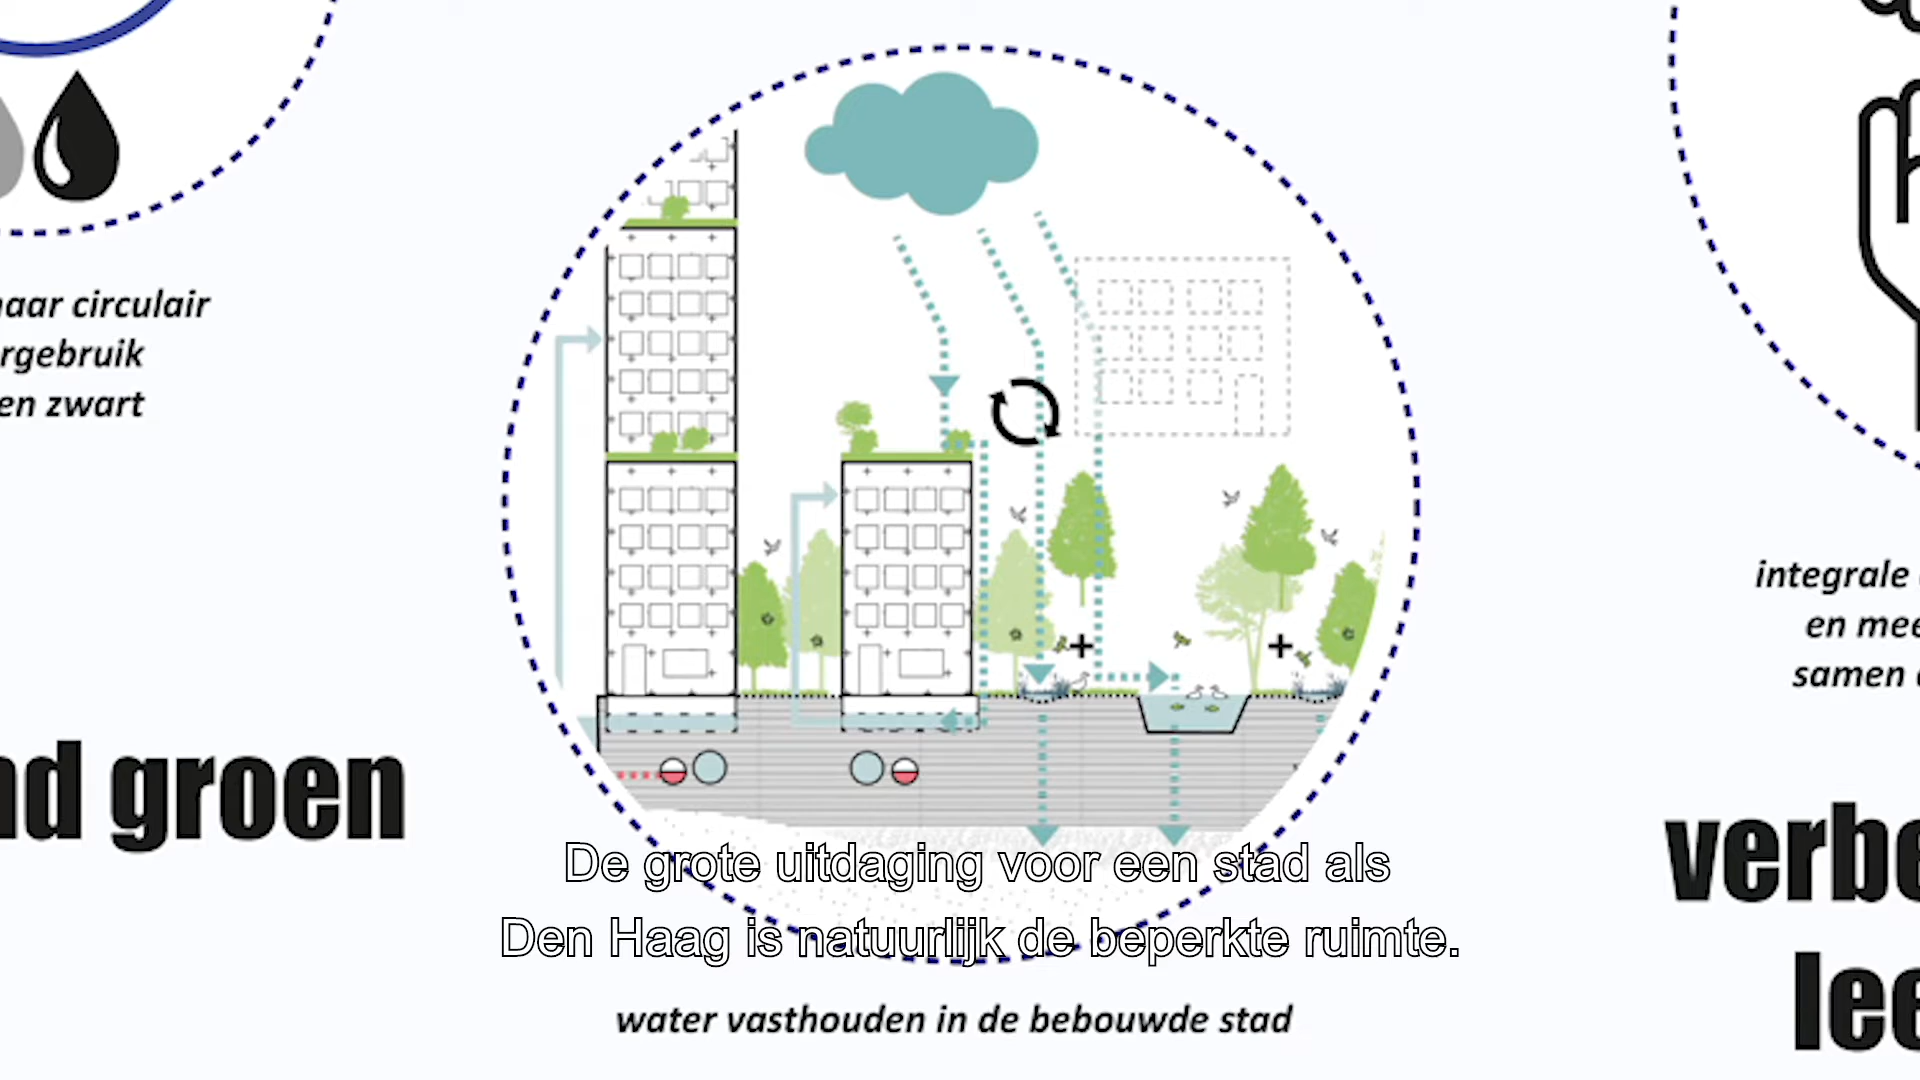 naar circulair
rgebruik
en zwart
nd groen
De grote uitdaging voor een stad als
Den Haag is natuurlijk de beperkte ruimte.
water vasthouden in de bebouwde stad
integrale
en mee
samen
verbe
lee